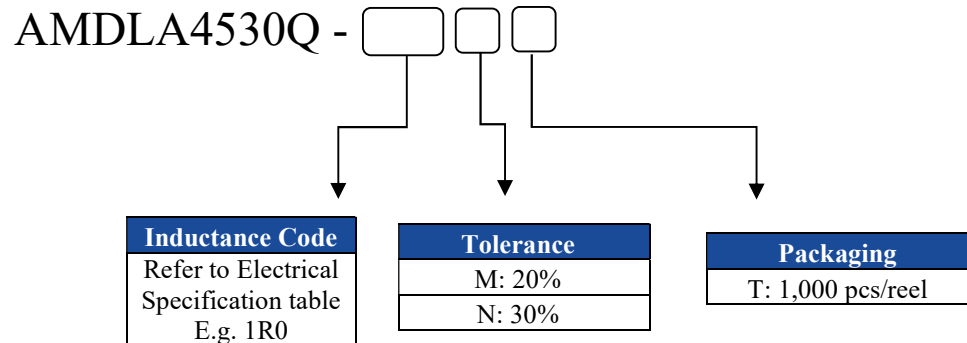 AMDLA4530Q -
Inductance Code
Refer to Electrical
Specification table
E.g. 1R0
Tolerance
M: 20%
N: 30%
Packaging
T: 1,000 pcs/reel